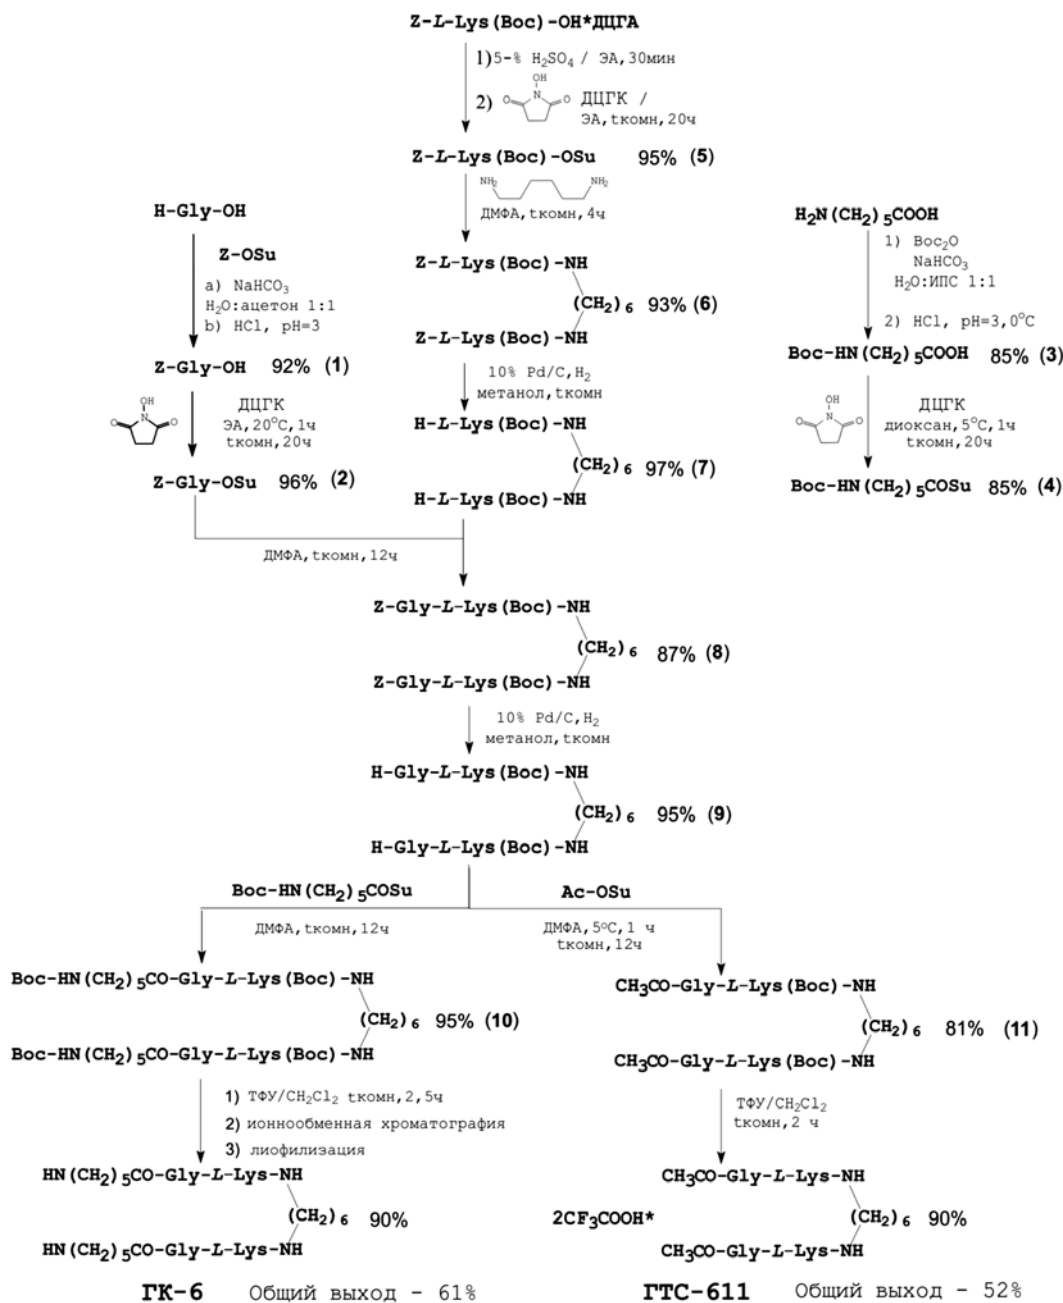 Z-L-Lys(Boc)-OH*ДЦГА
1)5-% H₂SO₄ / ЭА,30мин
2)
OH
N
O
O
ДЦГК /
ЭА,tкомн,20ч
Z-L-Lys(Boc)-OSu 95% (5)
NH₂
NH₂
ДМФА,tкомн,4ч
H-Gly-OH
Z-OSu
a) NaHCO₃
H₂O:ацетон 1:1
b) HCl, pH=3
Z-Gly-OH 92% (1)
OH
N
O
O
ДЦГК
ЭА,20°C,1ч
tкомн,20ч
Z-Gly-OSu 96% (2)
Z-L-Lys(Boc)-NH
(CH₂)₆ 93% (6)
Z-L-Lys(Boc)-NH
10% Pd/C,H₂
метанол,tкомн
H-L-Lys(Boc)-NH
(CH₂)₆ 97% (7)
H-L-Lys(Boc)-NH
H₂N(CH₂)₅COOH
1) Boc₂O
NaHCO₃
H₂O:ИПС 1:1
2) HCl, pH=3,0°C
Boc-HN(CH₂)₅COOH 85% (3)
OH
N
O
O
ДЦГК
диоксан,5°C,1ч
tкомн,20ч
Boc-HN(CH₂)₅COSu 85% (4)
ДМФА,tкомн,12ч
Z-Gly-L-Lys(Boc)-NH
(CH₂)₆ 87% (8)
Z-Gly-L-Lys(Boc)-NH
10% Pd/C,H₂
метанол,tкомн
H-Gly-L-Lys(Boc)-NH
(CH₂)₆ 95% (9)
H-Gly-L-Lys(Boc)-NH
Boc-HN(CH₂)₅COSu
ДМФА,tкомн,12ч
Ac-OSu
ДМФА,5°C,1 ч
tкомн,12ч
Boc-HN(CH₂)₅CO-Gly-L-Lys(Boc)-NH
(CH₂)₆ 95% (10)
Boc-HN(CH₂)₅CO-Gly-L-Lys(Boc)-NH
CH₃CO-Gly-L-Lys(Boc)-NH
(CH₂)₆ 81% (11)
CH₃CO-Gly-L-Lys(Boc)-NH
1) ТФУ/CH₂Cl₂ tкомн,2,5ч
2) ионнообменная хроматография
3) лиофилизация
ТФУ/CH₂Cl₂
tкомн,2 ч
HN(CH₂)₅CO-Gly-L-Lys-NH
(CH₂)₆ 90%
HN(CH₂)₅CO-Gly-L-Lys-NH
CH₃CO-Gly-L-Lys-NH
2CF₃COOH* (CH₂)₆ 90%
CH₃CO-Gly-L-Lys-NH
ГК-6 Общий выход - 61%
ГТС-611 Общий выход - 52%